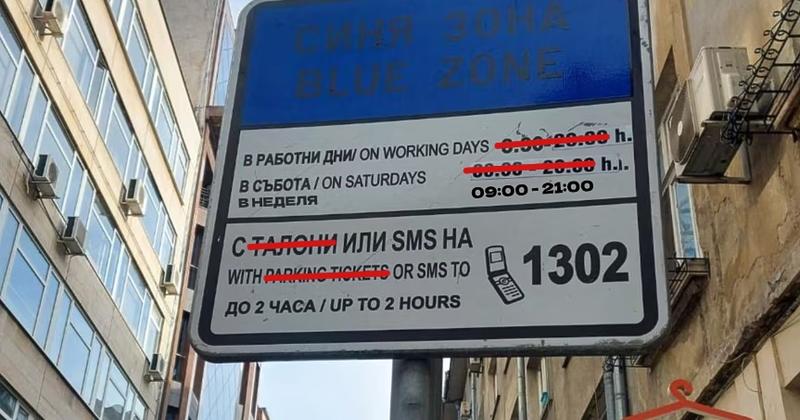 СИНЯ ЗОНА
BLUE ZONE
В РАБОТНИ ДНИ/ ON WORKING DAYS h.
В СЪБОТА / ON SATURDAYS h.
В НЕДЕЛЯ 09:00 - 21:00
С ТАЛОНИ ИЛИ SMS НА
WITH PARKING TICKETS OR SMS TO
1302
ДО 2 ЧАСА / UP TO 2 HOURS